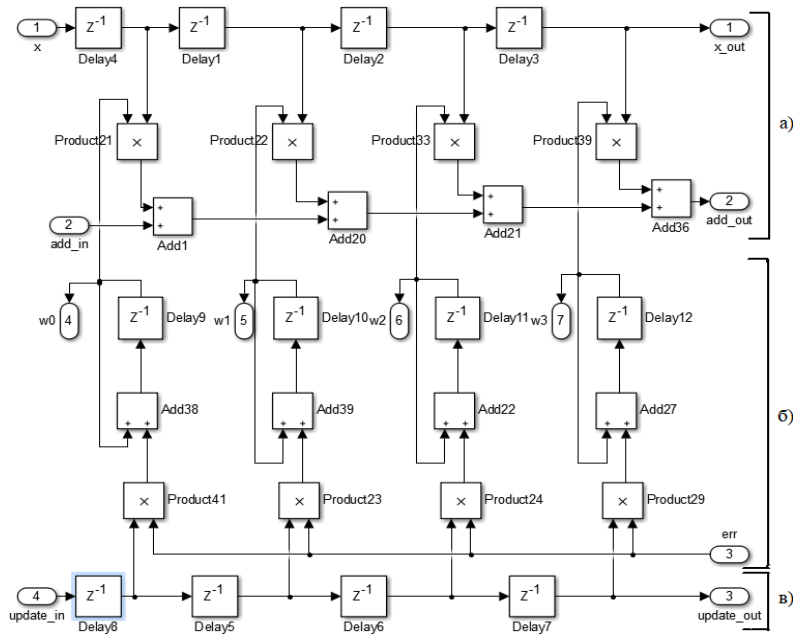 1 Z-1 Z-1 Z-1 Z-1 1
x Delay4 Delay1 Delay2 Delay3 x_out
а)
Product21 × Product22 × Product33 × Product39 ×
+ + + + + + + +
2 2
add_in Add1 Add20 Add21 Add36 add_out
w0 4 Z-1 Delay9 w1 5 Z-1 Delay10 w2 6 Z-1 Delay11 w3 7 Z-1 Delay12
+ + Add38 + + Add39 + + Add22 + + Add27
б)
× Product41 × Product23 × Product24 × Product29
err
3
4 Z-1 Z-1 Z-1 Z-1 3
в)
update_in Delay8 Delay5 Delay6 Delay7 update_out